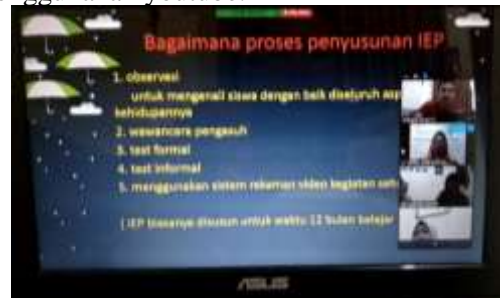 Bagaimana proses penyusunan IEP
1. observasi
untuk mengenali siswa dengan baik diseluruh
kehidupannya
2. wawancara pengasuh
3. test formal
4. test informal
5. menggunakan sistem rekaman video kegiatan
( IEP biasanya disusun untuk waktu 12 bulan belajar
ASUS